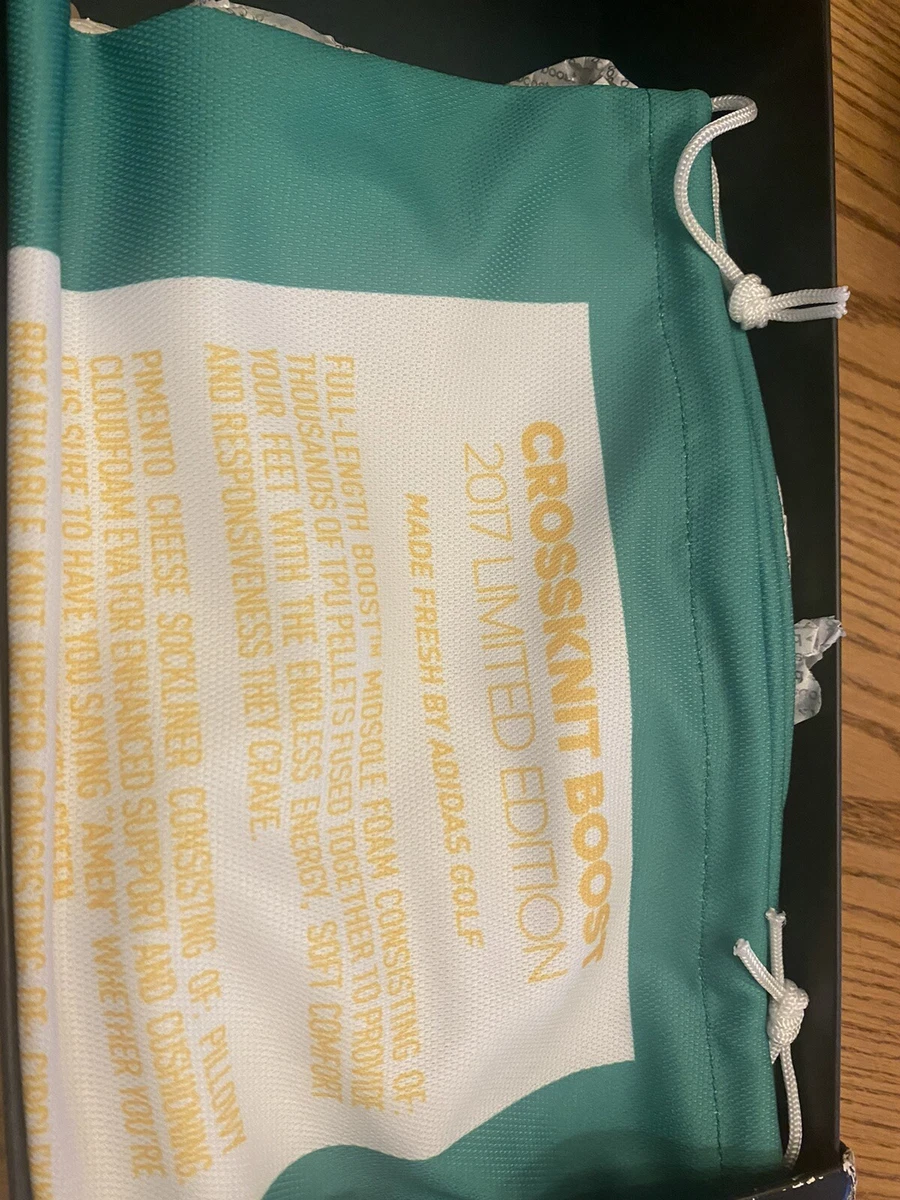 CROSSKNIT BOOST
2017 LIMITED EDITION
MADE FRESH BY ADIDAS GOLF
FULL-LENGTH BOOST™ MIDSOLE FOAM CONSISTING OF:
THOUSANDS OF TPU PELLETS FUSED TOGETHER TO PROVIDE
YOUR FEET WITH THE ENDLESS ENERGY, SOFT COMFORT
AND RESPONSIVENESS THEY CRAVE.
PIMENTO CHEESE SOCKLINER CONSISTING OF: PILLOWY
CLOUDFOAM EVA FOR ENHANCED SUPPORT AND CUSHIONING
IT IS SURE TO HAVE YOU SAYING "AMEN" WHETHER YOU'RE
BREATHABLE KNIT UPPER CONSISTING OF: